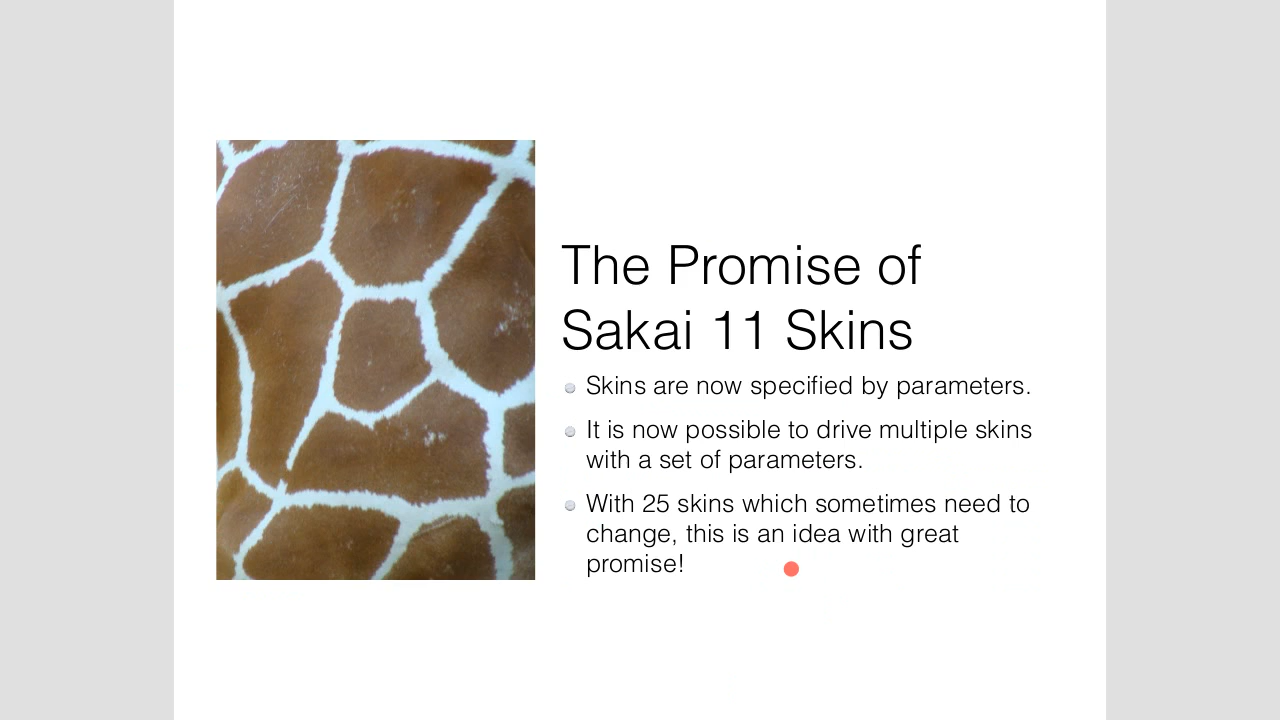 The Promise of
Sakai 11 Skins
Skins are now specified by parameters.
It is now possible to drive multiple skins
with a set of parameters.
With 25 skins which sometimes need to
change, this is an idea with great
promise!